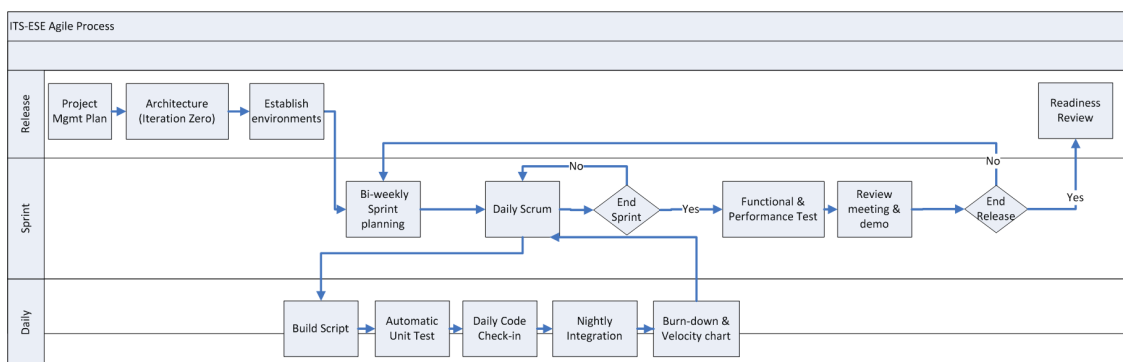 ITS-ESE Agile Process
Release
Project
Mgmt Plan
Architecture
(Iteration Zero)
Establish
environments
Readiness
Review
Sprint
Bi-weekly
Sprint
planning
Daily Scrum
No
End
Sprint
Yes
Functional &
Performance Test
Review
meeting &
demo
No
End
Release
Yes
Daily
Build Script
Automatic
Unit Test
Daily Code
Check-in
Nightly
Integration
Burn-down &
Velocity chart